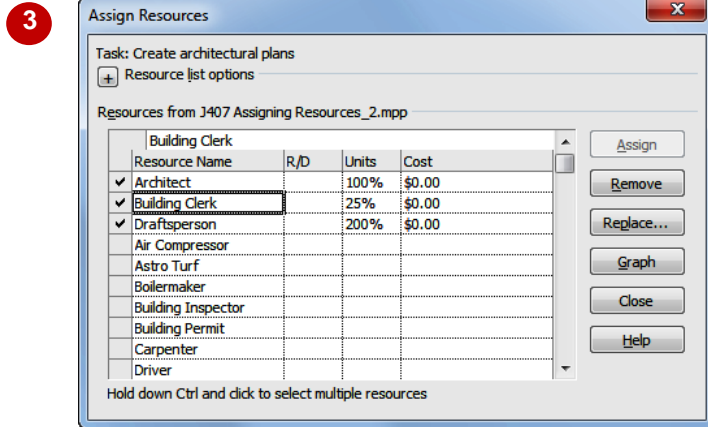 3
Assign Resources
X
Task: Create architectural plans
+ Resource list options
Resources from J407 Assigning Resources_2.mpp
Building Clerk
Assign
Resource Name R/D Units Cost
✔ Architect 100% $0.00
Remove
✔ Building Clerk 25% $0.00
✔ Draftsperson 200% $0.00
Replace...
Air Compressor
Astro Turf
Graph
Boilermaker
Building Inspector
Close
Building Permit
Carpenter
Help
Driver
Hold down Ctrl and click to select multiple resources